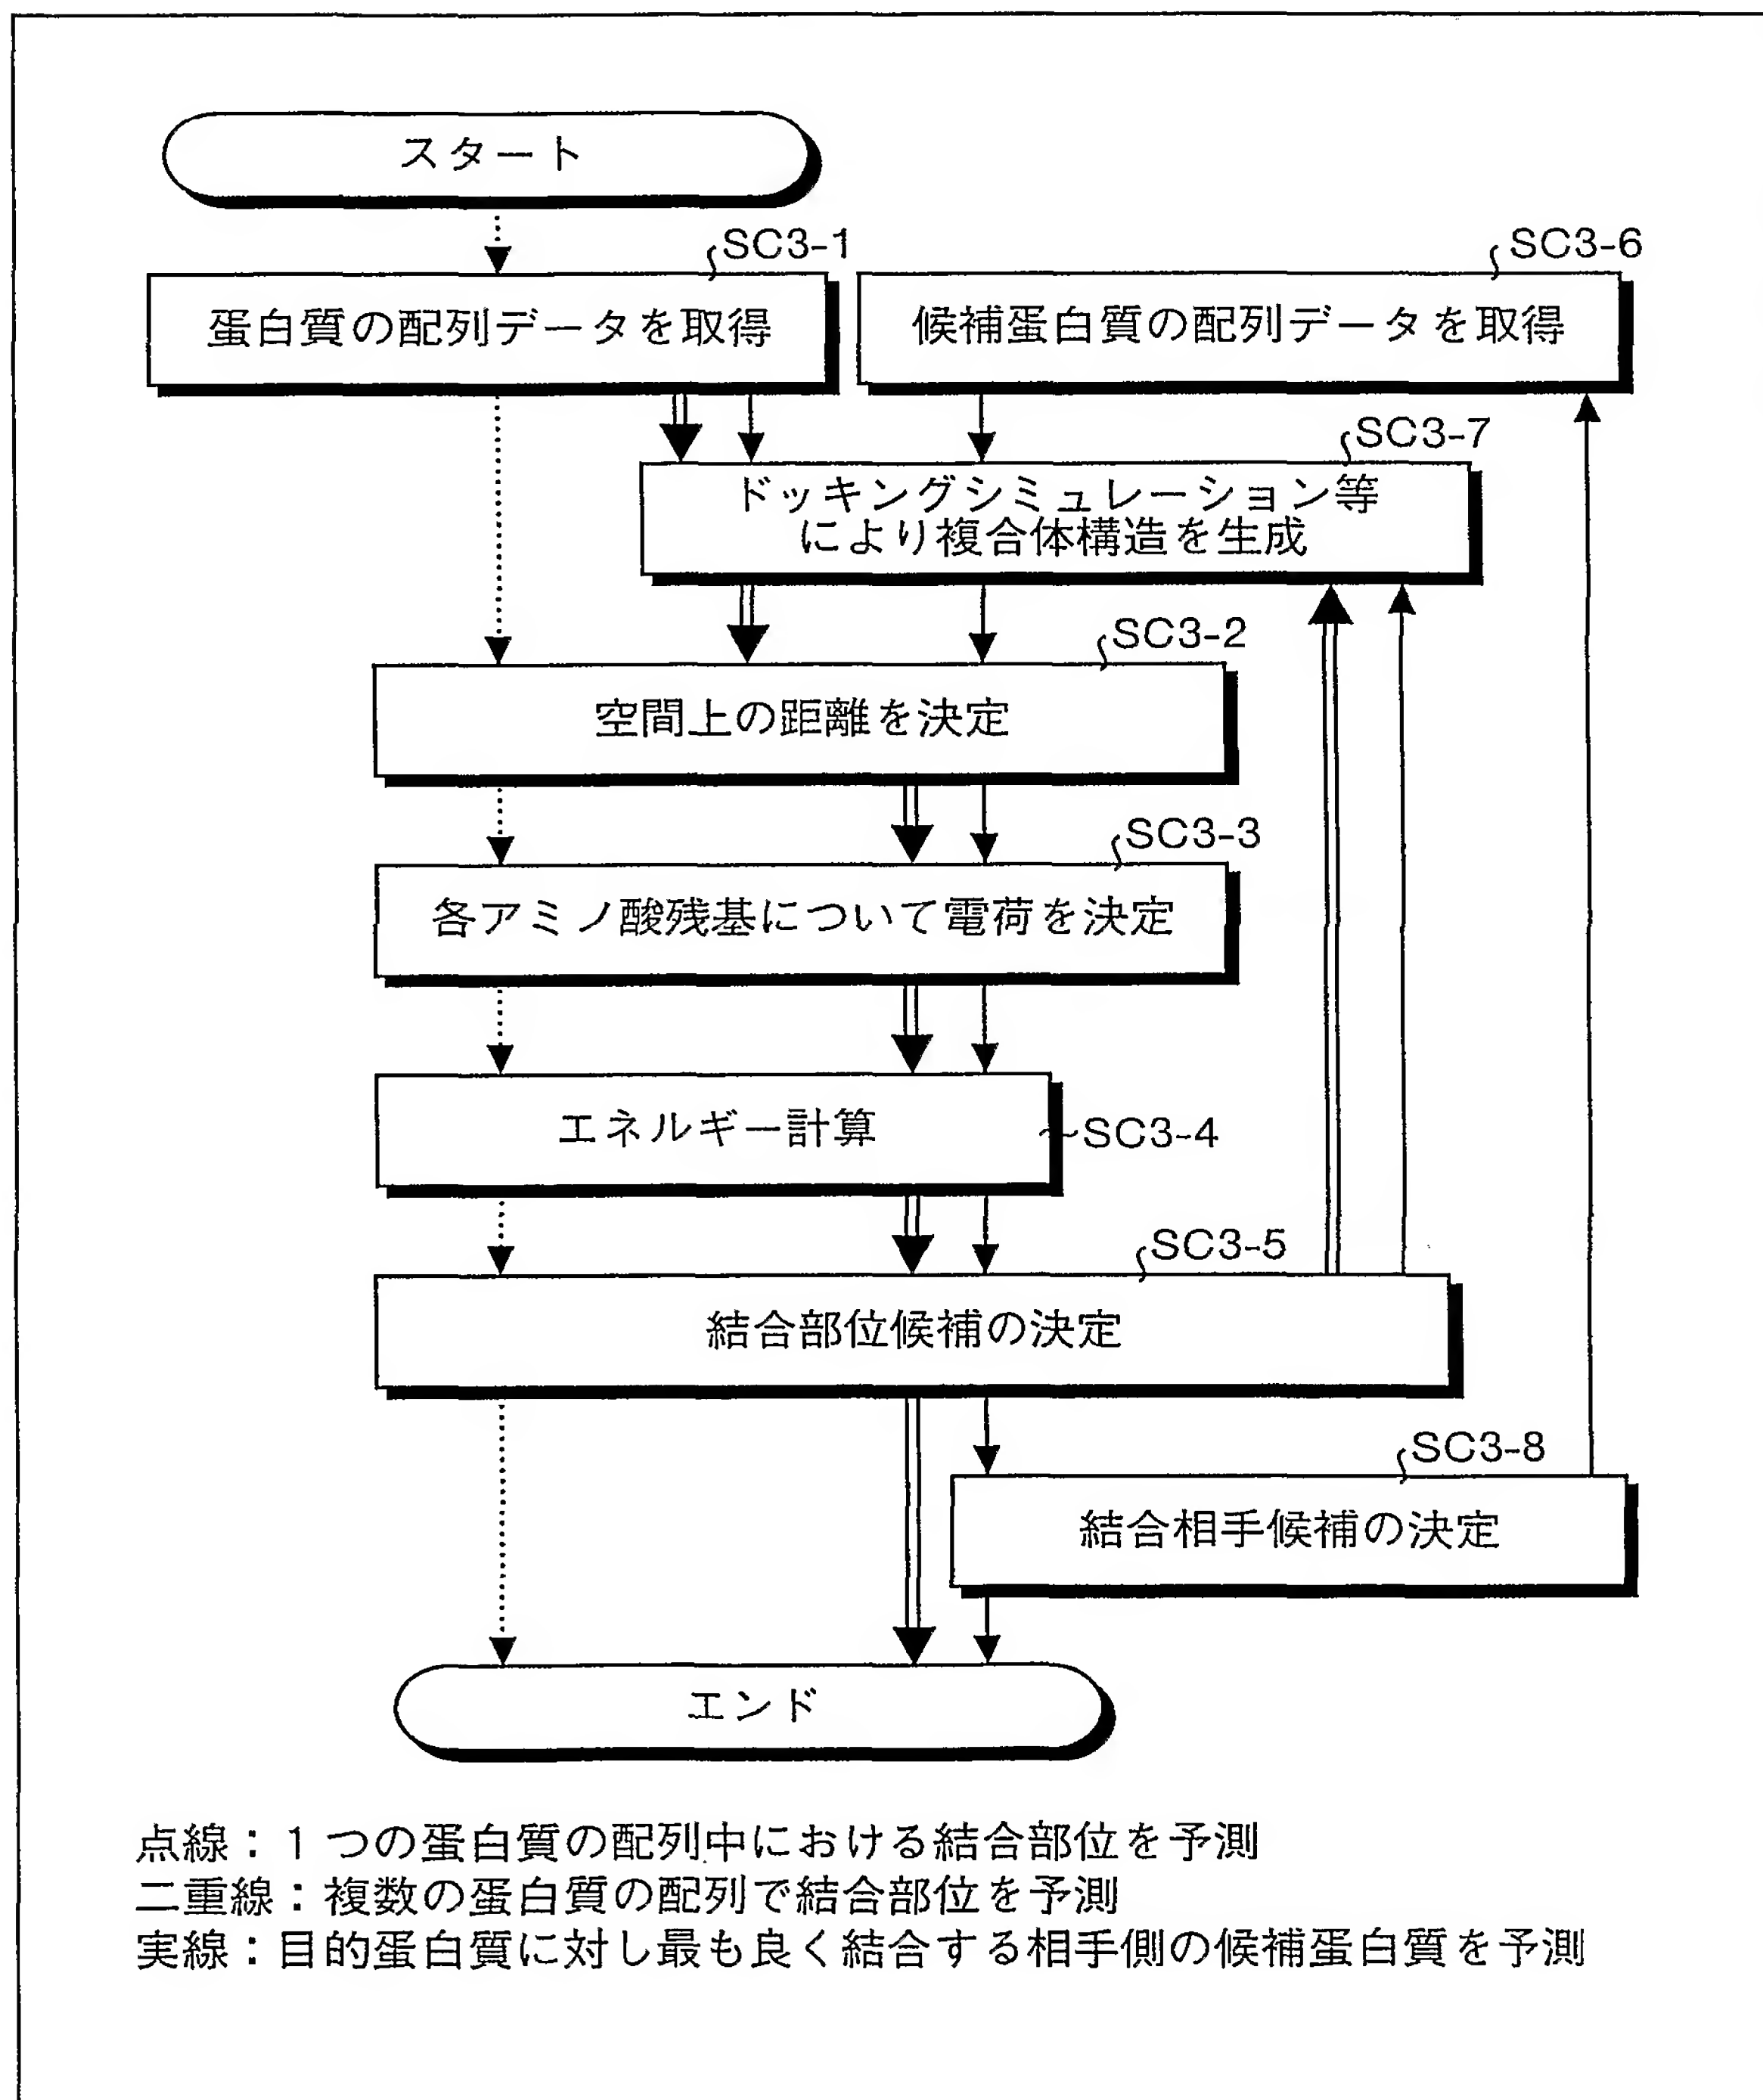 スタート
SC3-1
SC3-6
蛋白質の配列データを取得
候補蛋白質の配列データを取得
SC3-7
ドッキングシミュレーション等
により複合体構造を生成
SC3-2
空間上の距離を決定
SC3-3
各アミノ酸残基について電荷を決定
エネルギー計算
SC3-4
SC3-5
結合部位候補の決定
SC3-8
結合相手候補の決定
エンド
点線：1つの蛋白質の配列中における結合部位を予測
二重線：複数の蛋白質の配列で結合部位を予測
実線：目的蛋白質に対し最も良く結合する相手側の候補蛋白質を予測